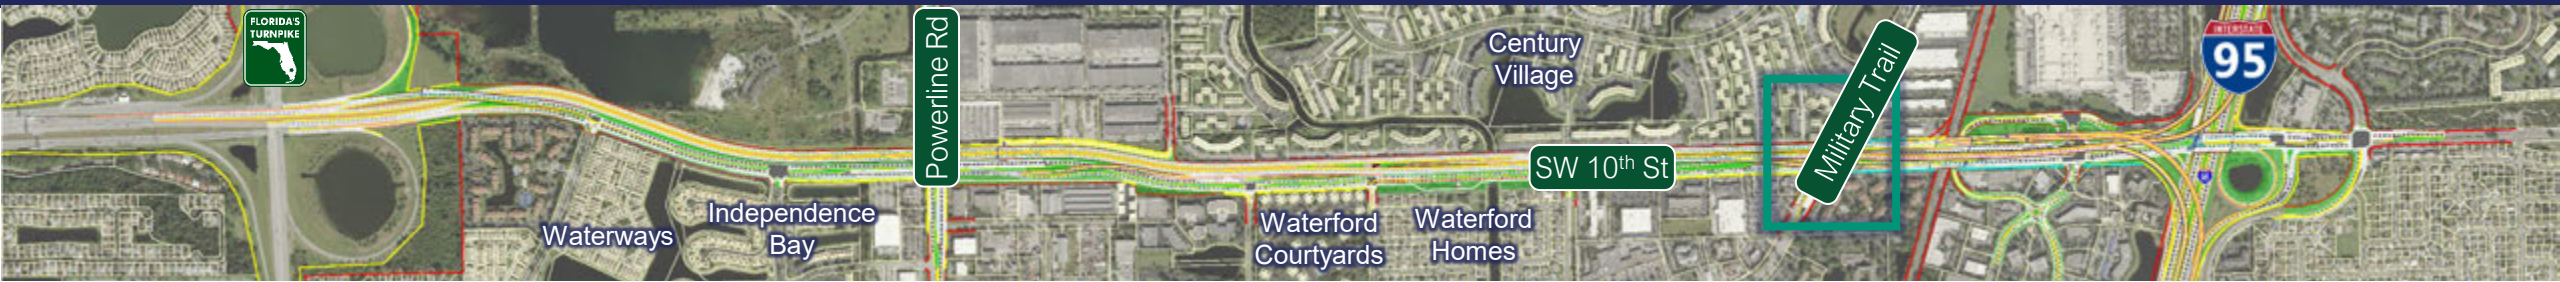 FLORIDA'S
TURNPIKE
Waterways
Independence
Bay
Powerline Rd
Waterford
Courtyards
Waterford
Homes
Century
Village
SW 10th St
Military Trail
INTERSTATE
95